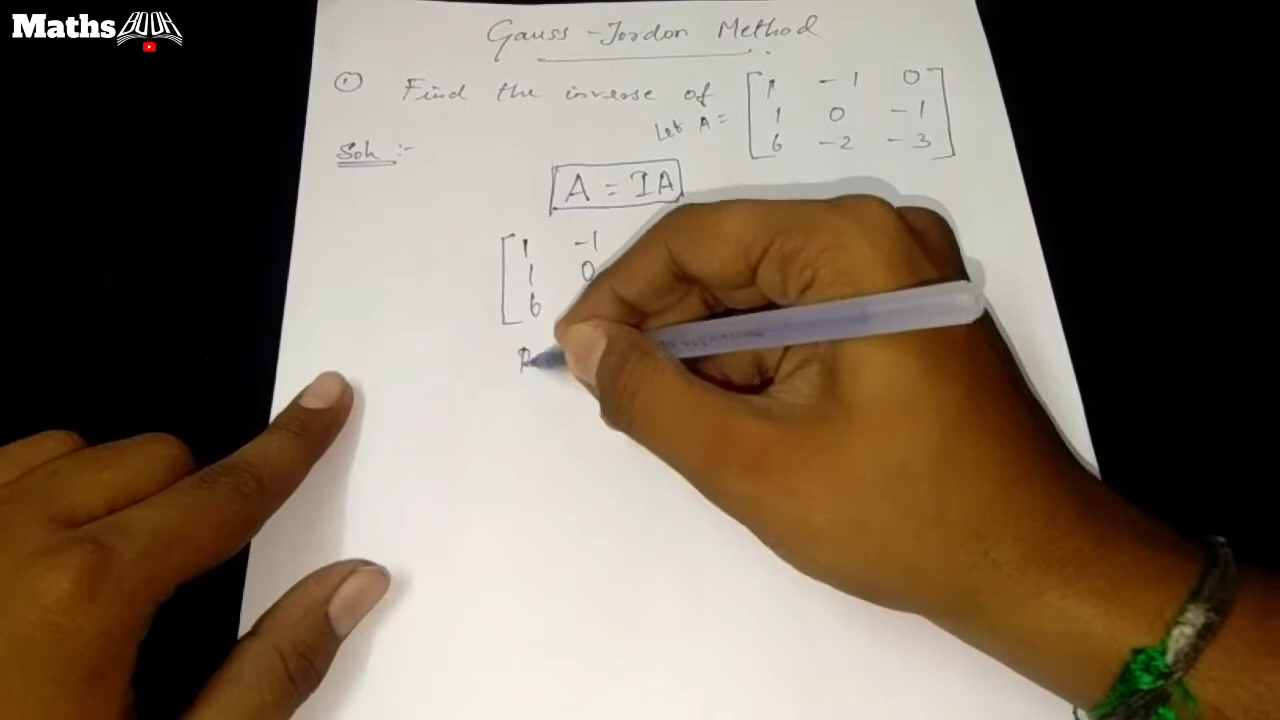 Maths BOOK
Gauss-Jordon Method
① Find the inverse of
Let A = [1 -1 0
1 0 -1
6 -2 -3]
Soln :-
A = IA
[1 -1
1 0
6
R